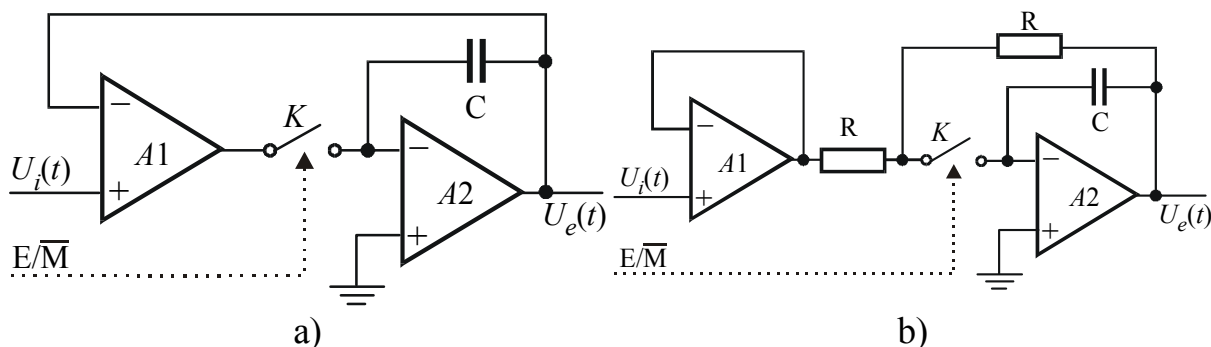 −
A1
+
U_i(t)
E/M̅
K
C
−
A2
+
U_e(t)
a)
−
A1
+
U_i(t)
E/M̅
R
R
K
C
−
A2
+
U_e(t)
b)